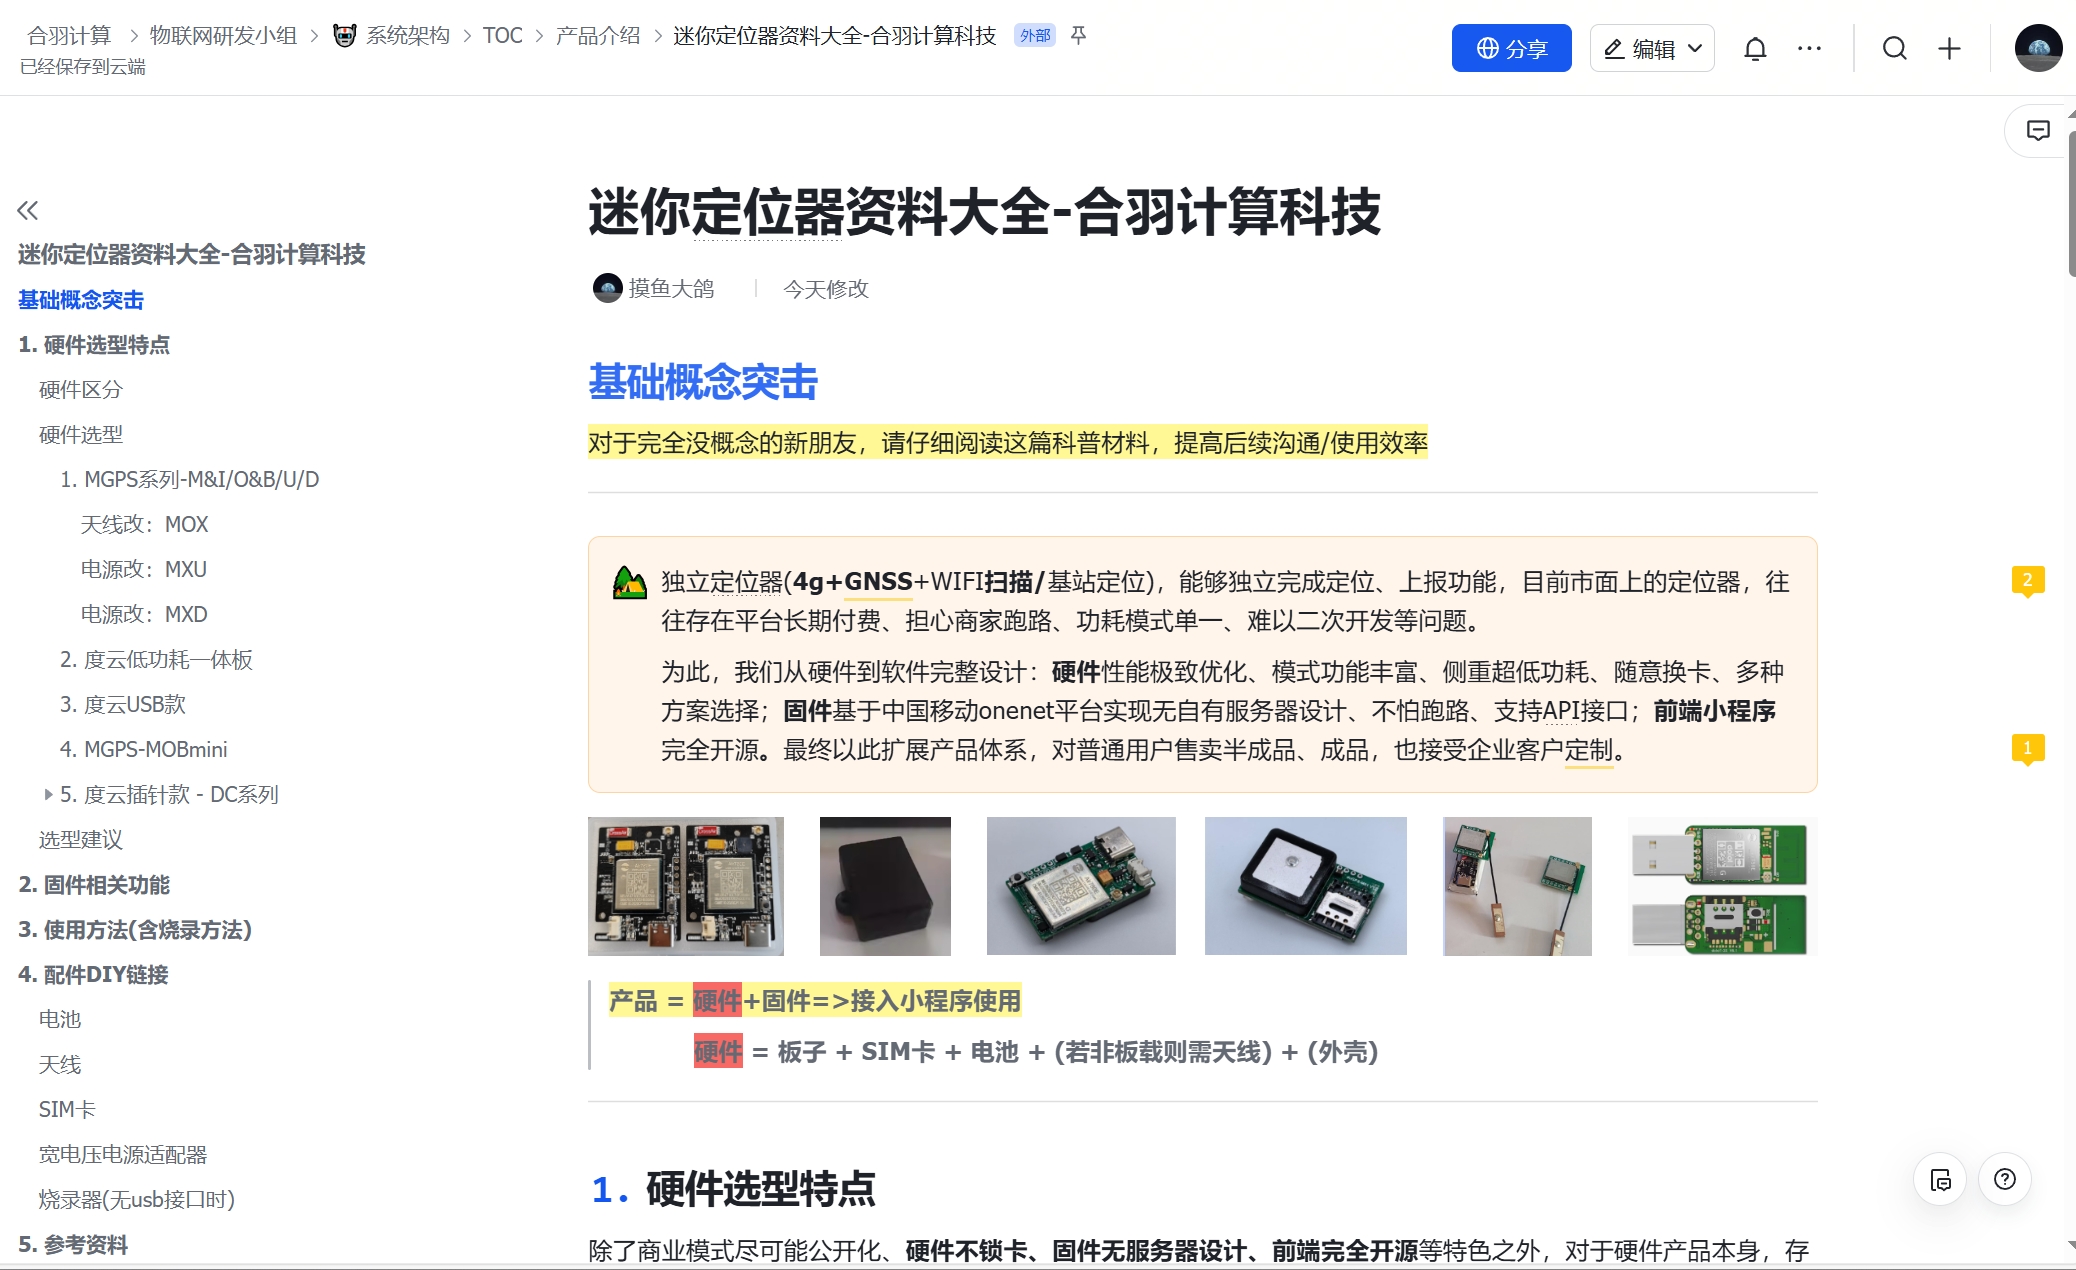 合羽计算 > 物联网研发小组 > 系统架构 > TOC > 产品介绍 > 迷你定位器资料大全-合羽计算科技 外部
已经保存到云端
分享
编辑
迷你定位器资料大全-合羽计算科技
基础概念突击
1. 硬件选型特点
硬件区分
硬件选型
1. MGPS系列-M&I/O&B/U/D
天线改：MOX
电源改：MXU
电源改：MXD
2. 度云低功耗一体板
3. 度云USB款
4. MGPS-MOBmini
5. 度云插针款 - DC系列
选型建议
2. 固件相关功能
3. 使用方法(含烧录方法)
4. 配件DIY链接
电池
天线
SIM卡
宽电压电源适配器
烧录器(无usb接口时)
5. 参考资料
迷你定位器资料大全-合羽计算科技
摸鱼大鸽
今天修改
基础概念突击
对于完全没概念的新朋友，请仔细阅读这篇科普材料，提高后续沟通/使用效率
独立定位器(4g+GNSS+WIFI扫描/基站定位)，能够独立完成定位、上报功能，目前市面上的定位器，往
往存在平台长期付费、担心商家跑路、功耗模式单一、难以二次开发等问题。
为此，我们从硬件到软件完整设计：硬件性能极致优化、模式功能丰富、侧重超低功耗、随意换卡、多种
方案选择；固件基于中国移动onenet平台实现无自有服务器设计、不怕跑路、支持API接口；前端小程序
完全开源。最终以此扩展产品体系，对普通用户售卖半成品、成品，也接受企业客户定制。
2
1
产品 = 硬件+固件=>接入小程序使用
硬件 = 板子 + SIM卡 + 电池 + (若非板载则需天线) + (外壳)
1. 硬件选型特点
除了商业模式尽可能公开化、硬件不锁卡、固件无服务器设计、前端完全开源等特色之外，对于硬件产品本身，存